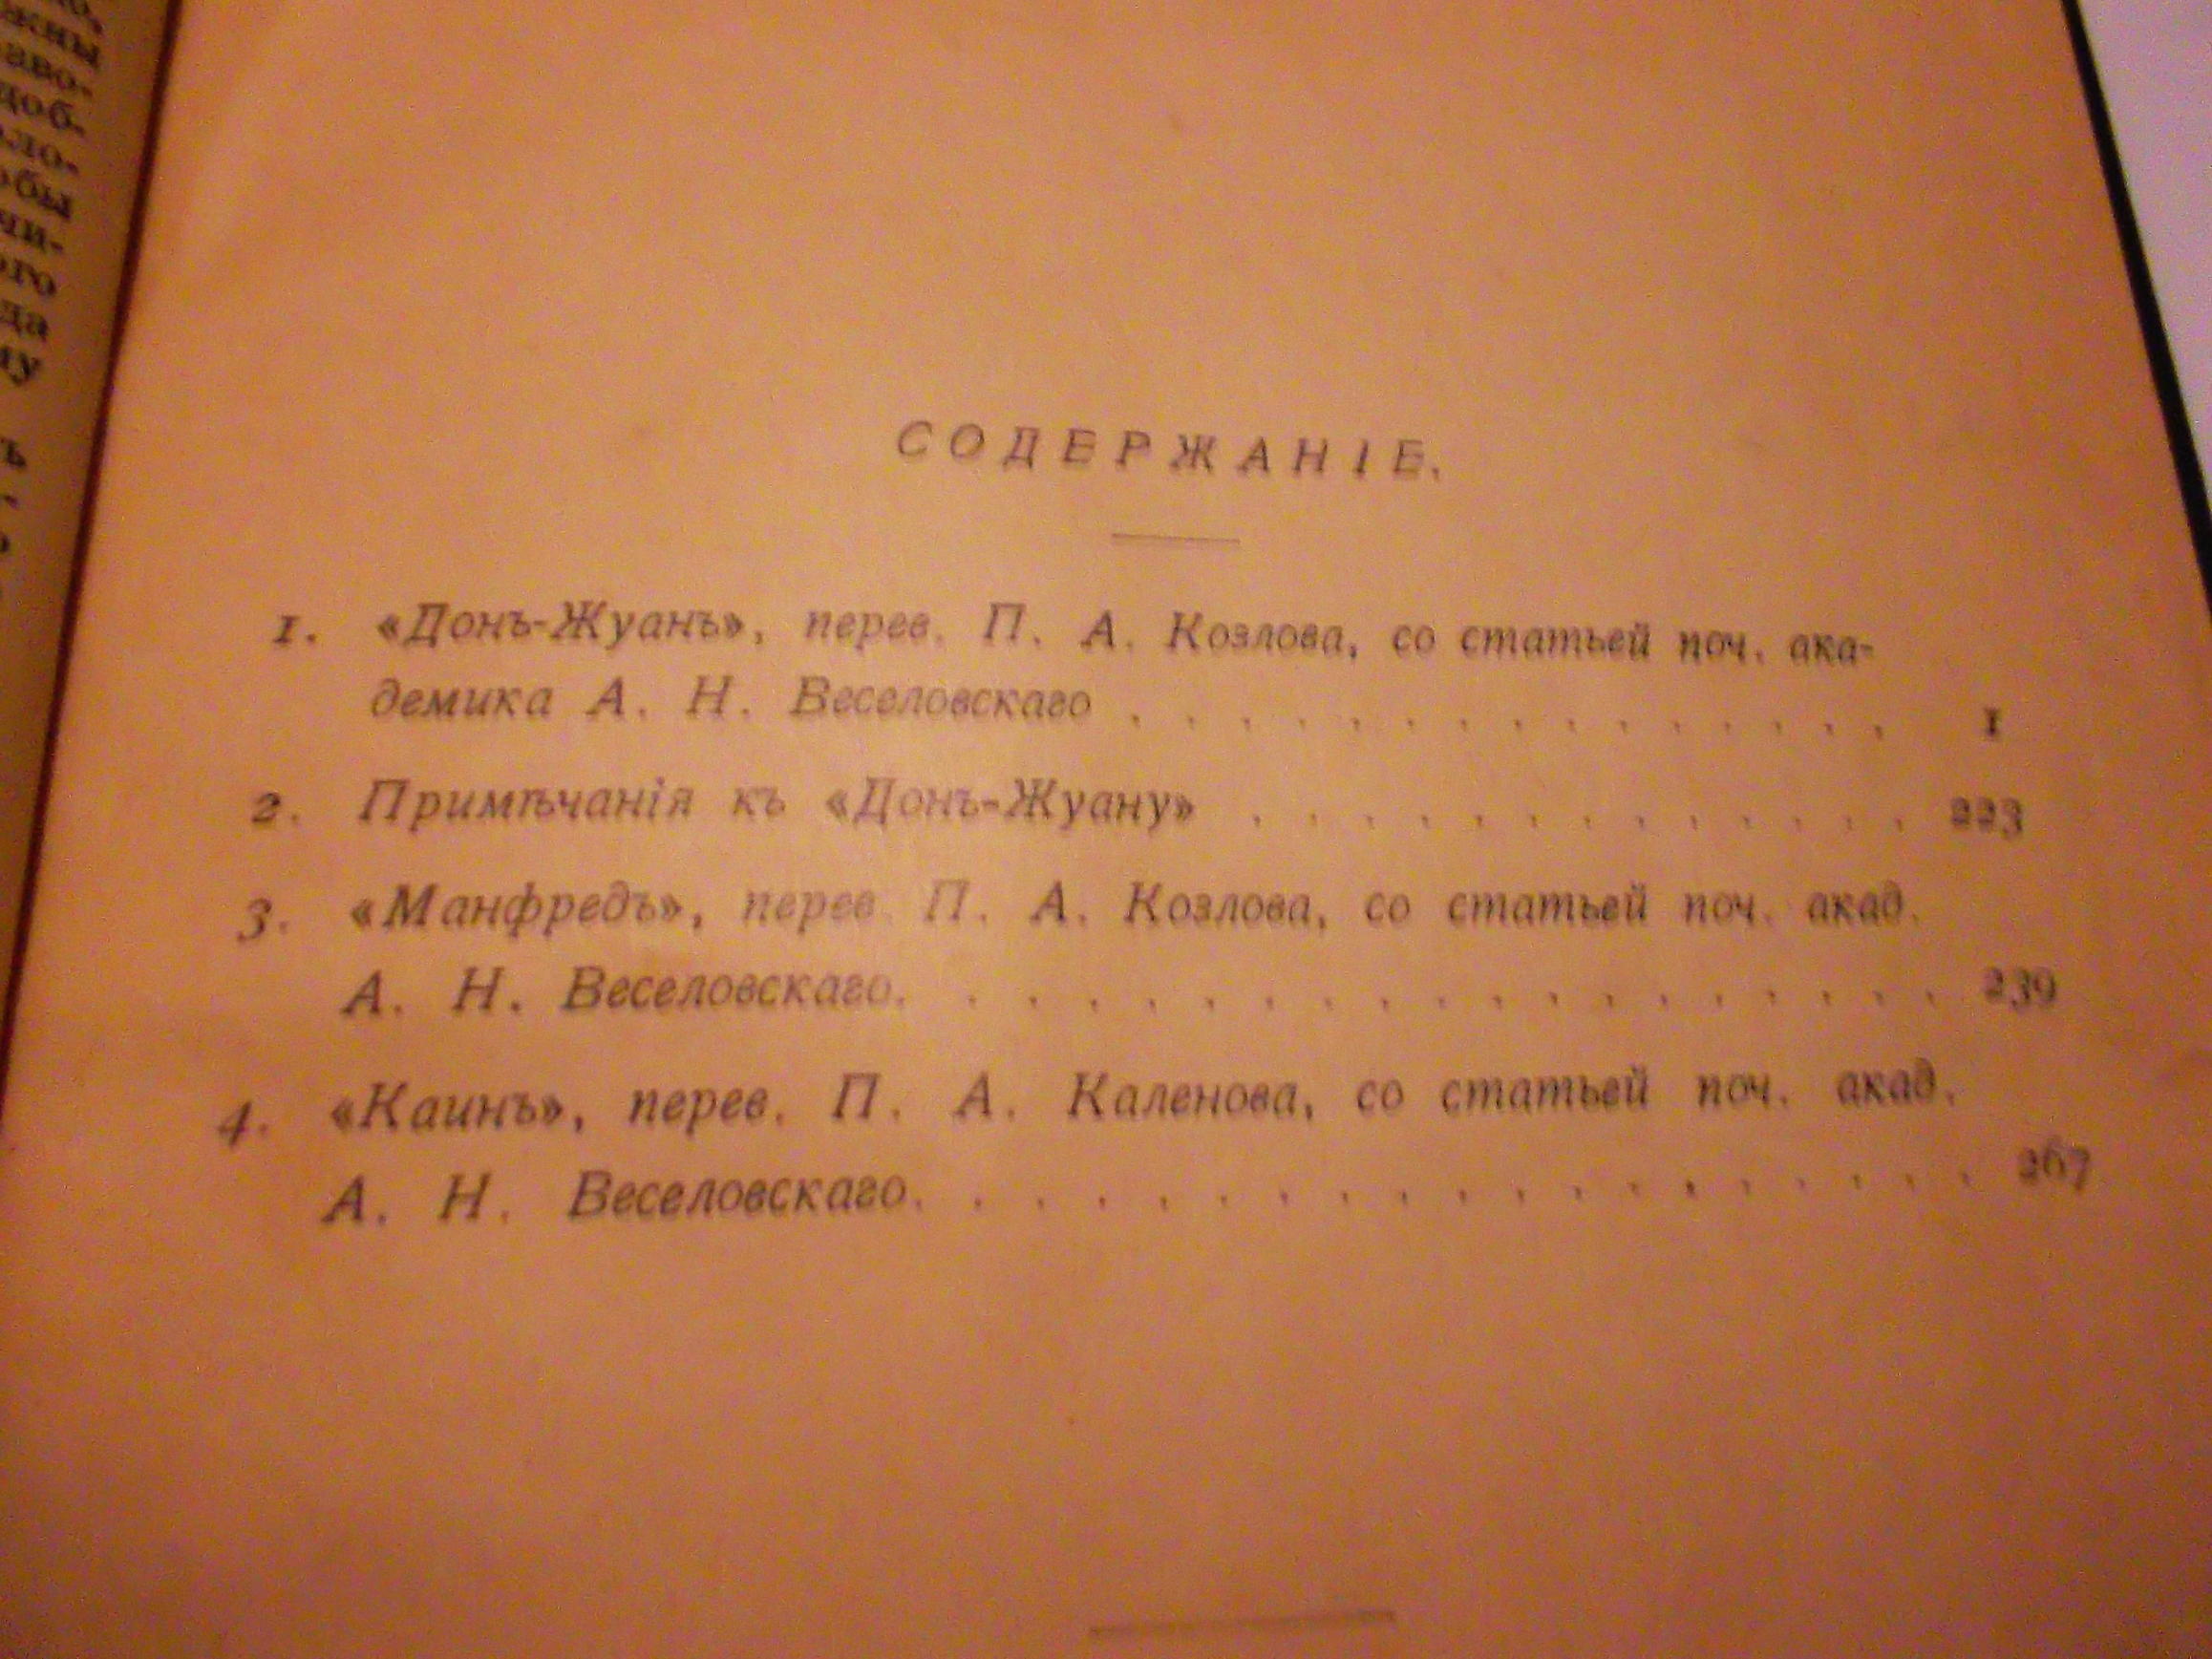 СОДЕРЖАНІЕ.
1. «Донъ-Жуанъ», перев. П. А. Козлова, со статьей поч. ака-
демика А. Н. Веселовскаго . . . . . . . . . . . . . . . 1
2. Примѣчанія къ «Донъ-Жуану» . . . . . . . . . . . . . 223
3. «Манфредъ», перев. П. А. Козлова, со статьей поч. акад.
А. Н. Веселовскаго. . . . . . . . . . . . . . . . . . . 239
4. «Каинъ», перев. П. А. Каленова, со статьей поч. акад.
А. Н. Веселовскаго. . . . . . . . . . . . . . . . . . . 267